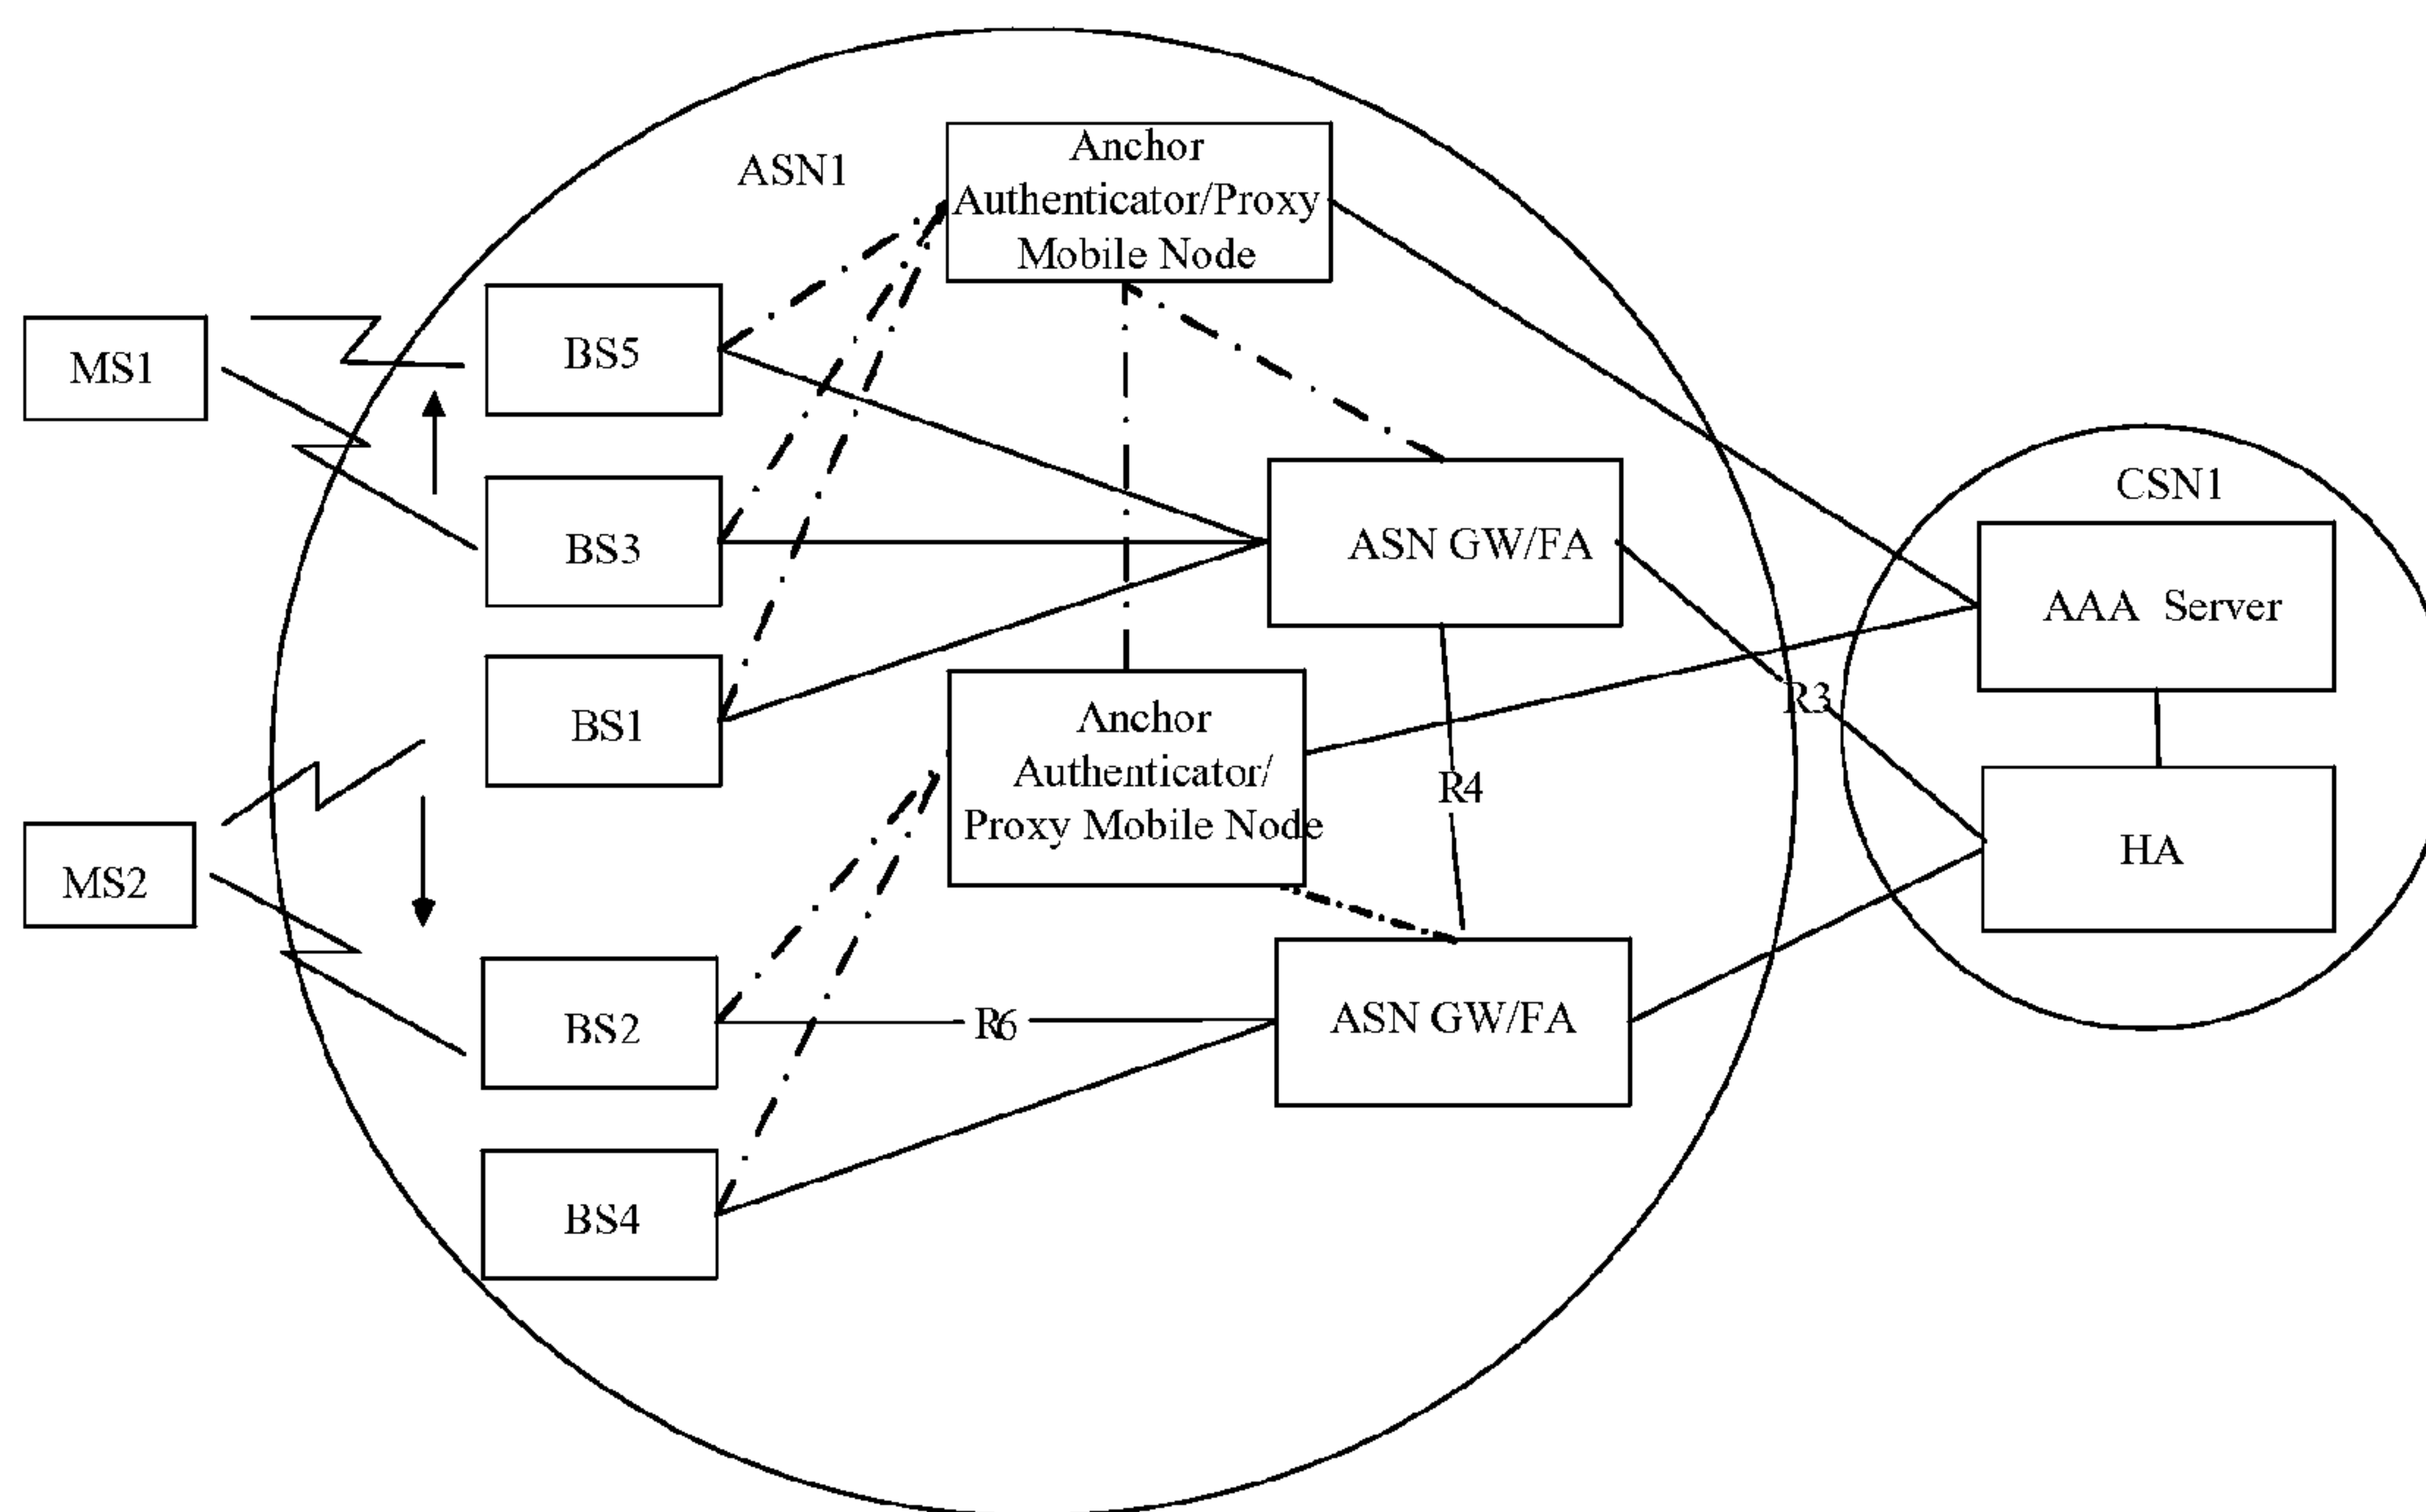 ASN1
Anchor
Authenticator/Proxy
Mobile Node
MS1
BS5
BS3
ASN GW/FA
CSN1
AAA Server
R3
BS1
Anchor
Authenticator/
Proxy Mobile Node
R4
HA
MS2
BS2
R6
ASN GW/FA
BS4